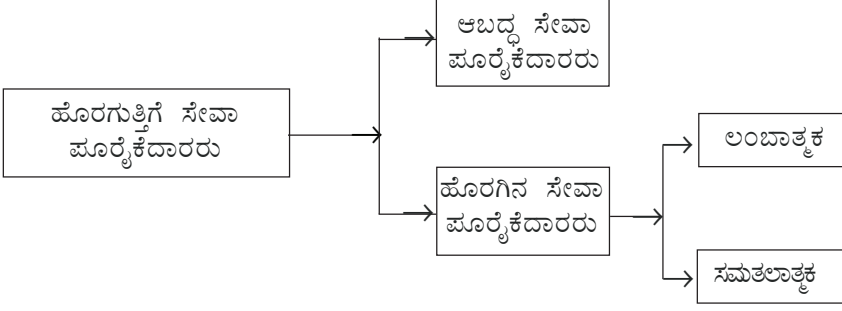 ಆಬದ್ಧ ಸೇವಾ
ಪೂರೈಕೆದಾರರು
ಹೊರಗುತ್ತಿಗೆ ಸೇವಾ
ಪೂರೈಕೆದಾರರು
ಲಂಬಾತ್ಮಕ
ಹೊರಗಿನ ಸೇವಾ
ಪೂರೈಕೆದಾರರು
ಸಮತಲಾತ್ಮಕ